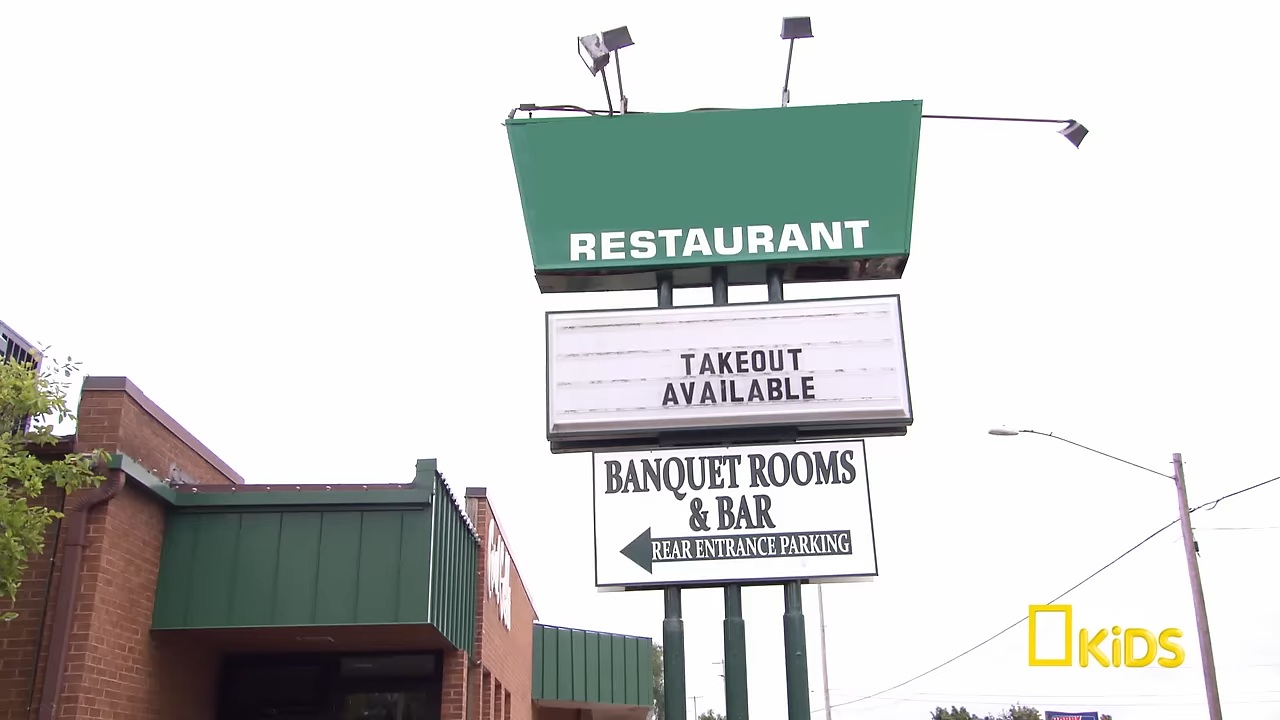 RESTAURANT
TAKEOUT
AVAILABLE
BANQUET ROOMS
& BAR
REAR ENTRANCE PARKING
KiDS